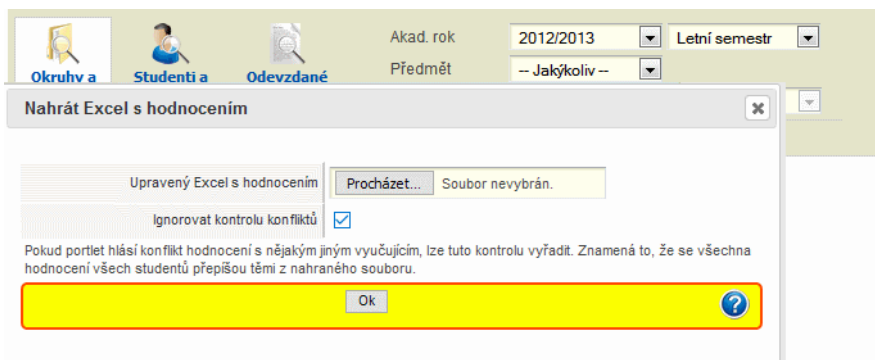 Akad. rok 2012/2013 Letní semestr
Okruhy a Studenti a Odevzdané Předmět -- Jakýkoliv --
Nahrát Excel s hodnocením
Upravený Excel s hodnocením Procházet... Soubor nevybrán.
Ignorovat kontrolu konfliktů
Pokud portlet hlásí konflikt hodnocení s nějakým jiným vyučujícím, lze tuto kontrolu vyřadit. Znamená to, že se všechna
hodnocení všech studentů přepíšou těmi z nahraného souboru.
Ok